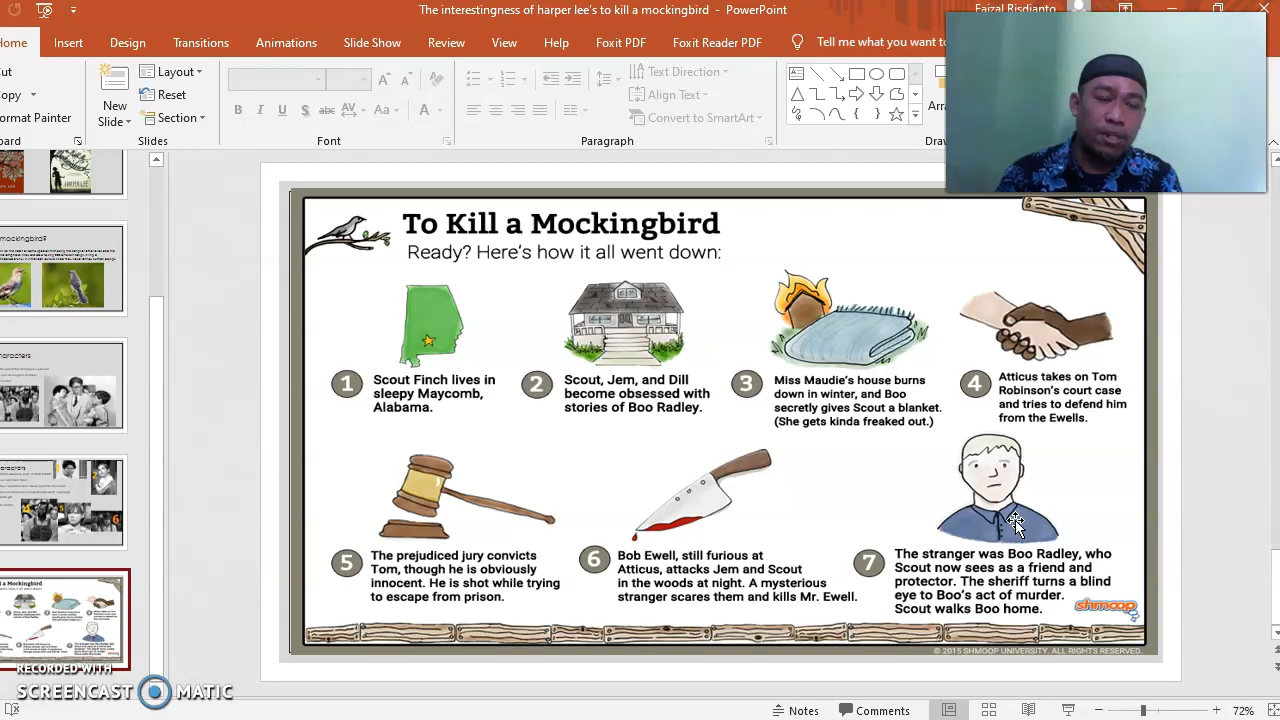 The interestingness of harper lee's to kill a mockingbird - PowerPoint
Faizal Risdianto
Home Insert Design Transitions Animations Slide Show Review View Help Foxit PDF Foxit Reader PDF Tell me what you want to
Layout
Reset
Section
New
Slide
Text Direction
Align Text
Convert to SmartArt
Slides Font Paragraph
To Kill a Mockingbird
Ready? Here's how it all went down:
1 Scout Finch lives in
sleepy Maycomb,
Alabama.
2 Scout, Jem, and Dill
become obsessed with
stories of Boo Radley.
3 Miss Maudie's house burns
down in winter, and Boo
secretly gives Scout a blanket.
(She gets kinda freaked out.)
4 Atticus takes on Tom
Robinson's court case
and tries to defend him
from the Ewells.
5 The prejudiced jury convicts
Tom, though he is obviously
innocent. He is shot while trying
to escape from prison.
6 Bob Ewell, still furious at
Atticus, attacks Jem and Scout
in the woods at night. A mysterious
stranger scares them and kills Mr. Ewell.
7 The stranger was Boo Radley, who
Scout now sees as a friend and
protector. The sheriff turns a blind
eye to Boo's act of murder.
Scout walks Boo home.
shmoop
© 2015 SHMOOP UNIVERSITY. ALL RIGHTS RESERVED.
RECORDED WITH
SCREENCAST MATIC
Notes Comments 72%